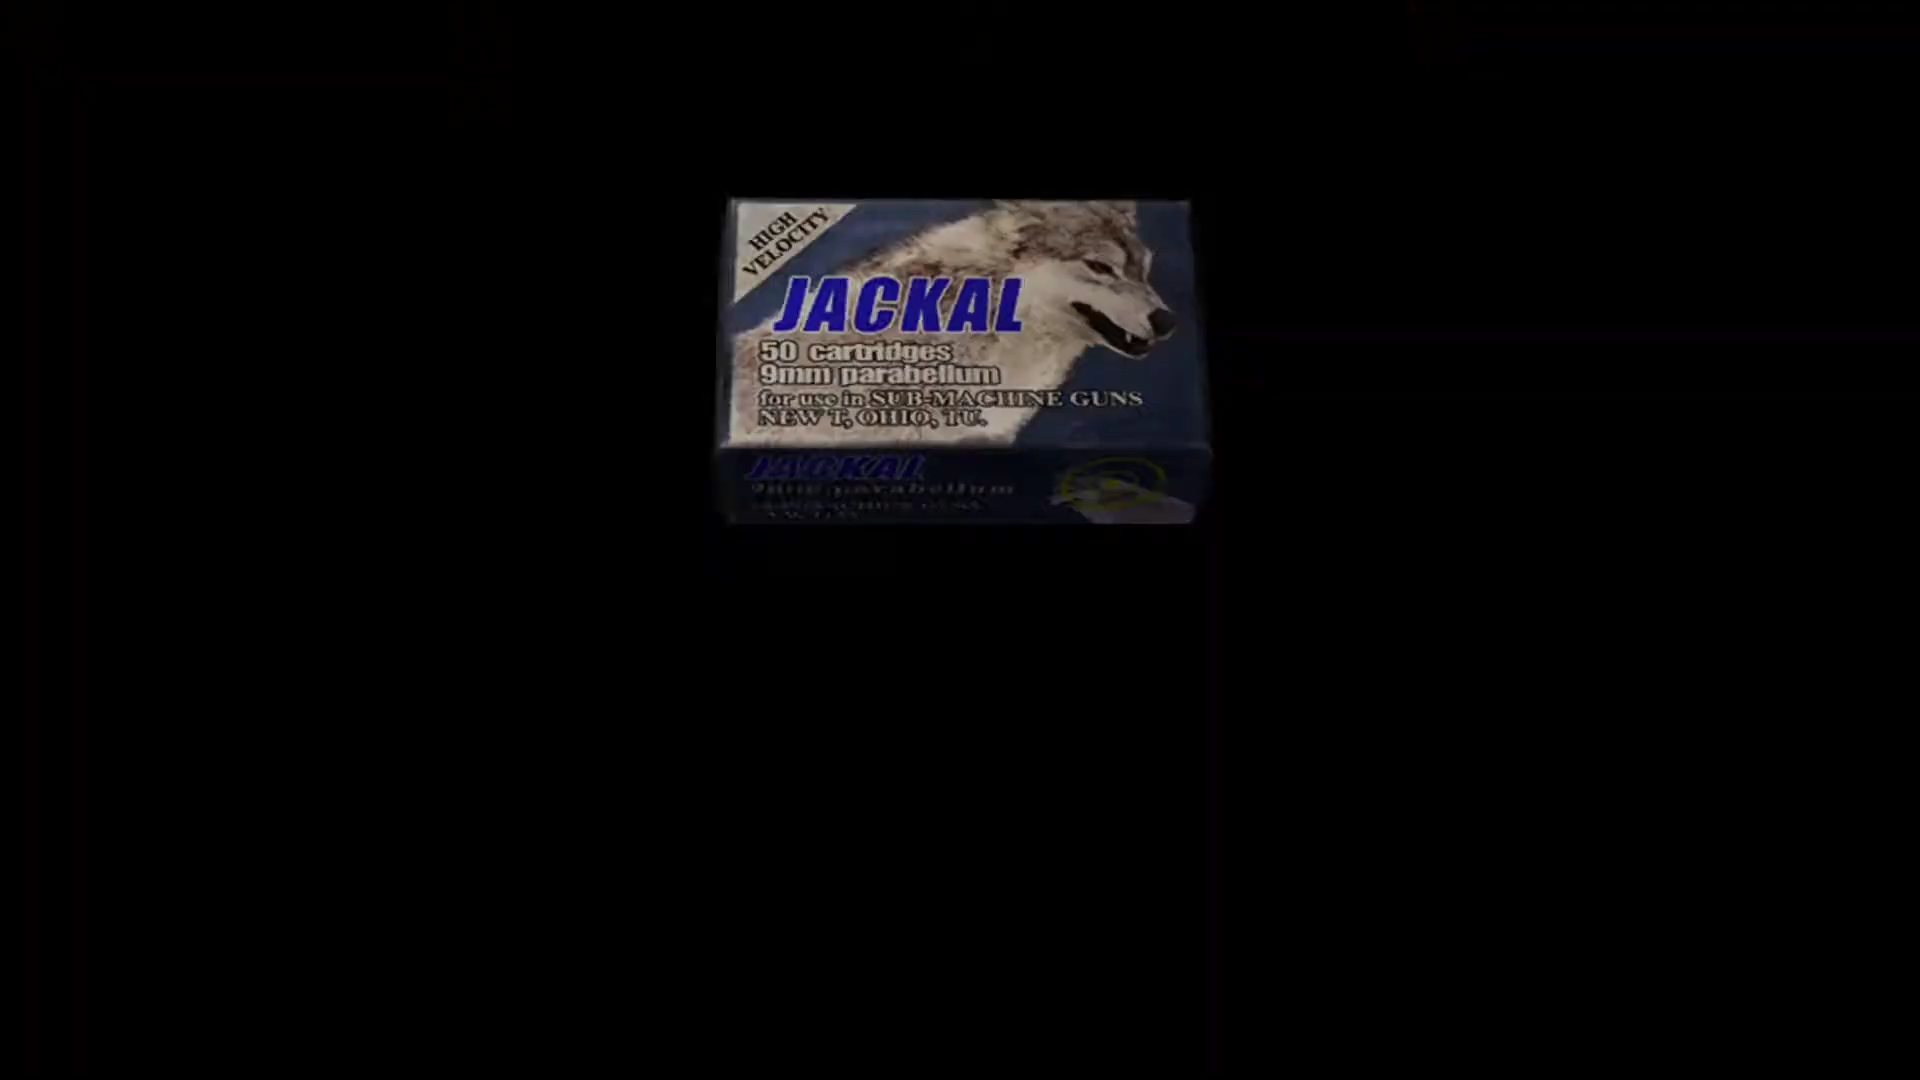 HIGH
VELOCITY
JACKAL
50 cartridges
9mm parabellum
for use in SUB-MACHINE GUNS
NEW T, OHIO, TU.
JACKAL
9mm parabellum